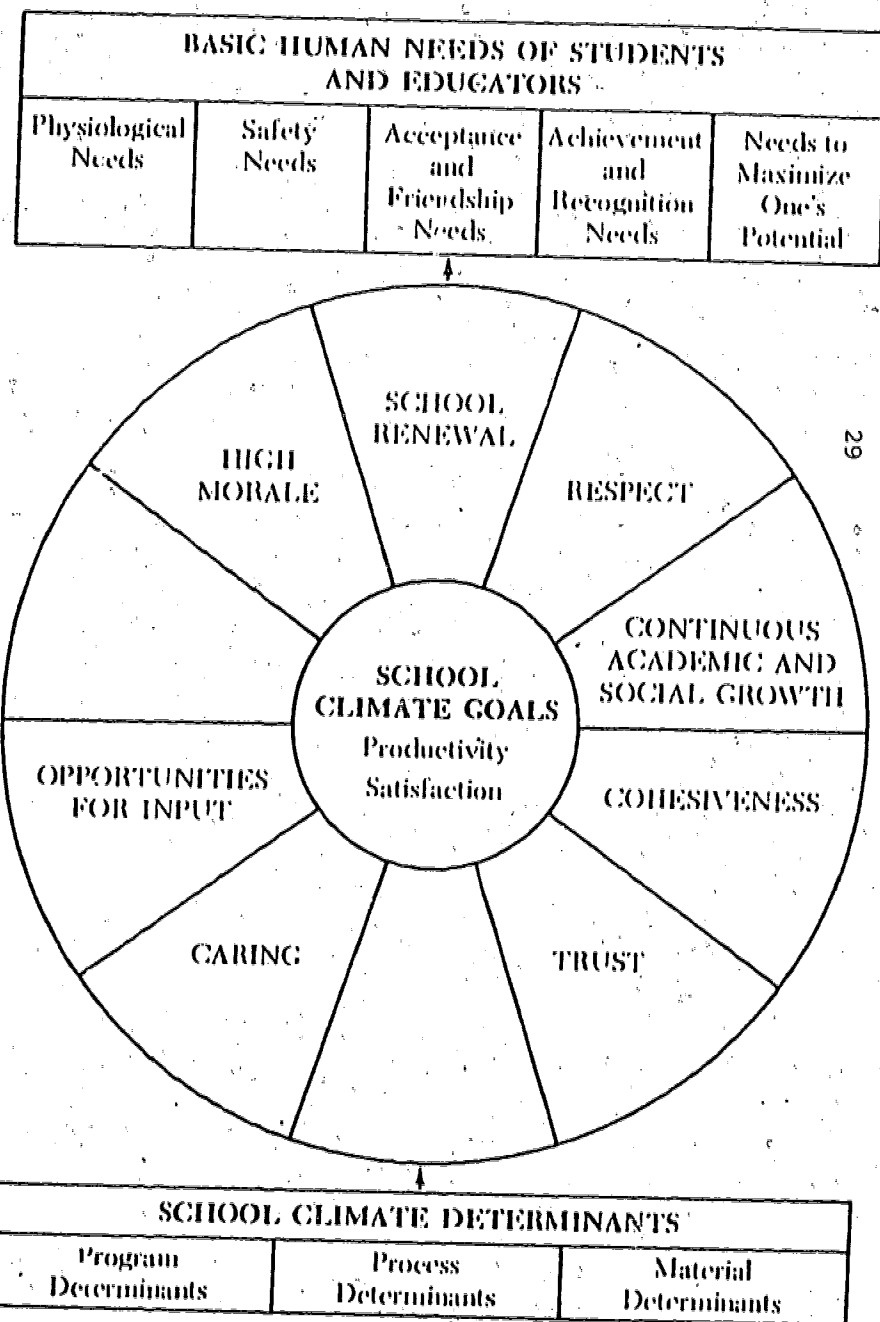 BASIC HUMAN NEEDS OF STUDENTS
AND EDUCATORS
Physiological
Needs
Safety
Needs
Acceptance
and
Friendship
Needs
Achievement
and
Recognition
Needs
Needs to
Maximize
One's
Potential
SCHOOL
RENEWAL
HIGH
MORALE
RESPECT
29
CONTINUOUS
ACADEMIC AND
SOCIAL GROWTH
SCHOOL
CLIMATE GOALS
Productivity
Satisfaction
OPPORTUNITIES
FOR INPUT
COHESIVENESS
CARING
TRUST
SCHOOL CLIMATE DETERMINANTS
Program
Determinants
Process
Determinants
Material
Determinants